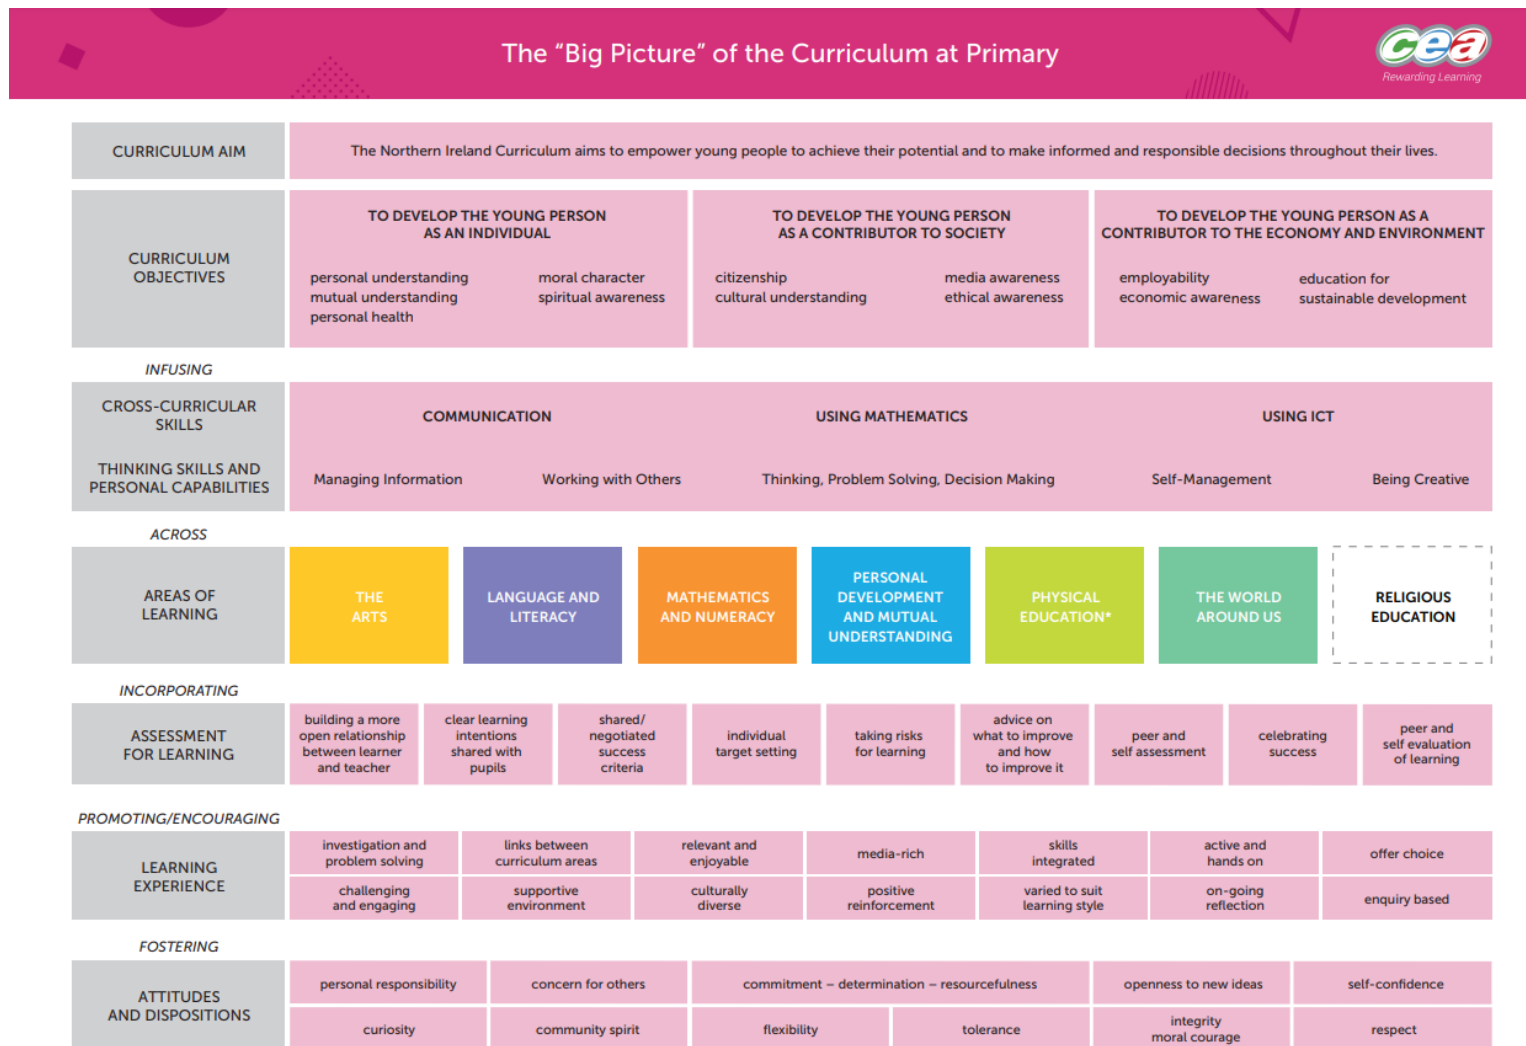 The “Big Picture” of the Curriculum at Primary
cea
Rewarding Learning
CURRICULUM AIM
The Northern Ireland Curriculum aims to empower young people to achieve their potential and to make informed and responsible decisions throughout their lives.
CURRICULUM
OBJECTIVES
TO DEVELOP THE YOUNG PERSON
AS AN INDIVIDUAL
personal understanding
mutual understanding
personal health
moral character
spiritual awareness
TO DEVELOP THE YOUNG PERSON
AS A CONTRIBUTOR TO SOCIETY
citizenship
cultural understanding
media awareness
ethical awareness
TO DEVELOP THE YOUNG PERSON AS A
CONTRIBUTOR TO THE ECONOMY AND ENVIRONMENT
employability
economic awareness
education for
sustainable development
INFUSING
CROSS-CURRICULAR
SKILLS
COMMUNICATION
USING MATHEMATICS
USING ICT
THINKING SKILLS AND
PERSONAL CAPABILITIES
Managing Information
Working with Others
Thinking, Problem Solving, Decision Making
Self-Management
Being Creative
ACROSS
AREAS OF
LEARNING
THE
ARTS
LANGUAGE AND
LITERACY
MATHEMATICS
AND NUMERACY
PERSONAL
DEVELOPMENT
AND MUTUAL
UNDERSTANDING
PHYSICAL
EDUCATION*
THE WORLD
AROUND US
RELIGIOUS
EDUCATION
INCORPORATING
ASSESSMENT
FOR LEARNING
building a more
open relationship
between learner
and teacher
clear learning
intentions
shared with
pupils
shared/
negotiated
success
criteria
individual
target setting
taking risks
for learning
advice on
what to improve
and how
to improve it
peer and
self assessment
celebrating
success
peer and
self evaluation
of learning
PROMOTING/ENCOURAGING
LEARNING
EXPERIENCE
investigation and
problem solving
links between
curriculum areas
relevant and
enjoyable
media-rich
skills
integrated
active and
hands on
offer choice
challenging
and engaging
supportive
environment
culturally
diverse
positive
reinforcement
varied to suit
learning style
on-going
reflection
enquiry based
FOSTERING
ATTITUDES
AND DISPOSITIONS
personal responsibility
concern for others
commitment – determination – resourcefulness
openness to new ideas
self-confidence
curiosity
community spirit
flexibility
tolerance
integrity
moral courage
respect